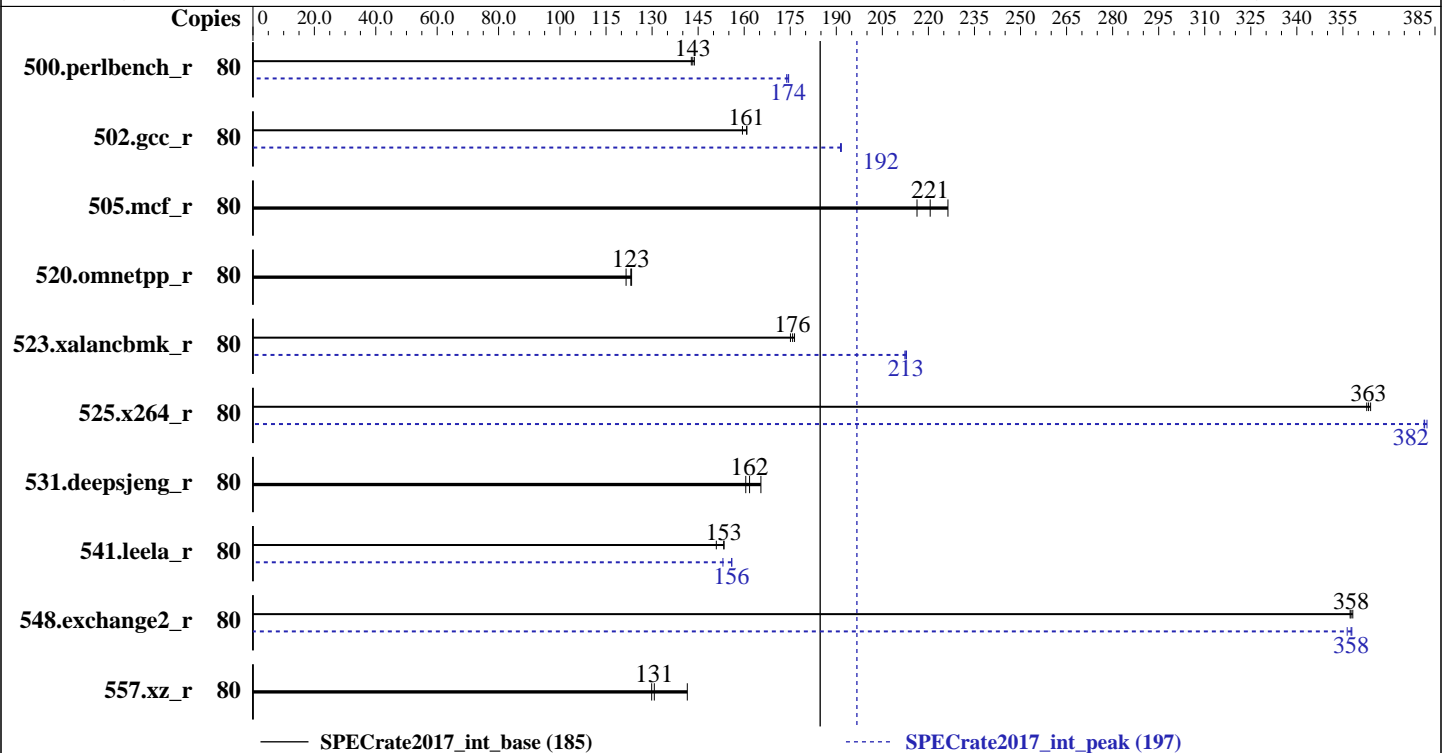 Copies 0 20.0 40.0 60.0 80.0 100 115 130 145 160 175 190 205 220 235 250 265 280 295 310 325 340 355 385
143
500.perlbench_r 80
174
161
502.gcc_r 80
192
221
505.mcf_r 80
123
520.omnetpp_r 80
176
523.xalancbmk_r 80
213
363
525.x264_r 80
382
162
531.deepsjeng_r 80
153
541.leela_r 80
156
358
548.exchange2_r 80
358
131
557.xz_r 80
SPECrate2017_int_base (185) SPECrate2017_int_peak (197)